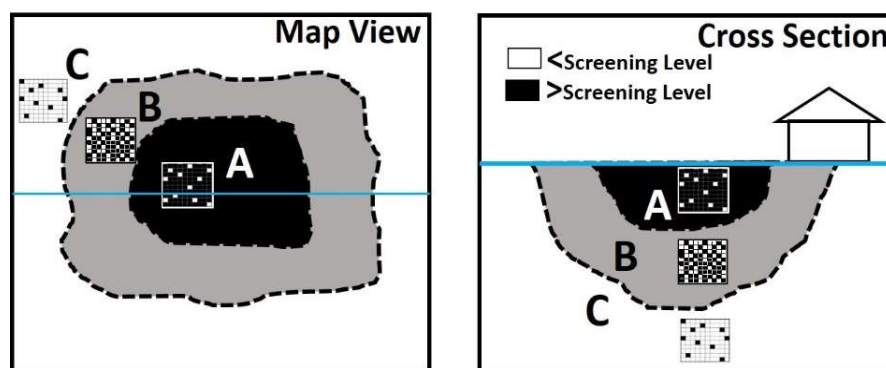 Map View
C
B
A
Cross Section
<Screening Level
>Screening Level
A
B
C